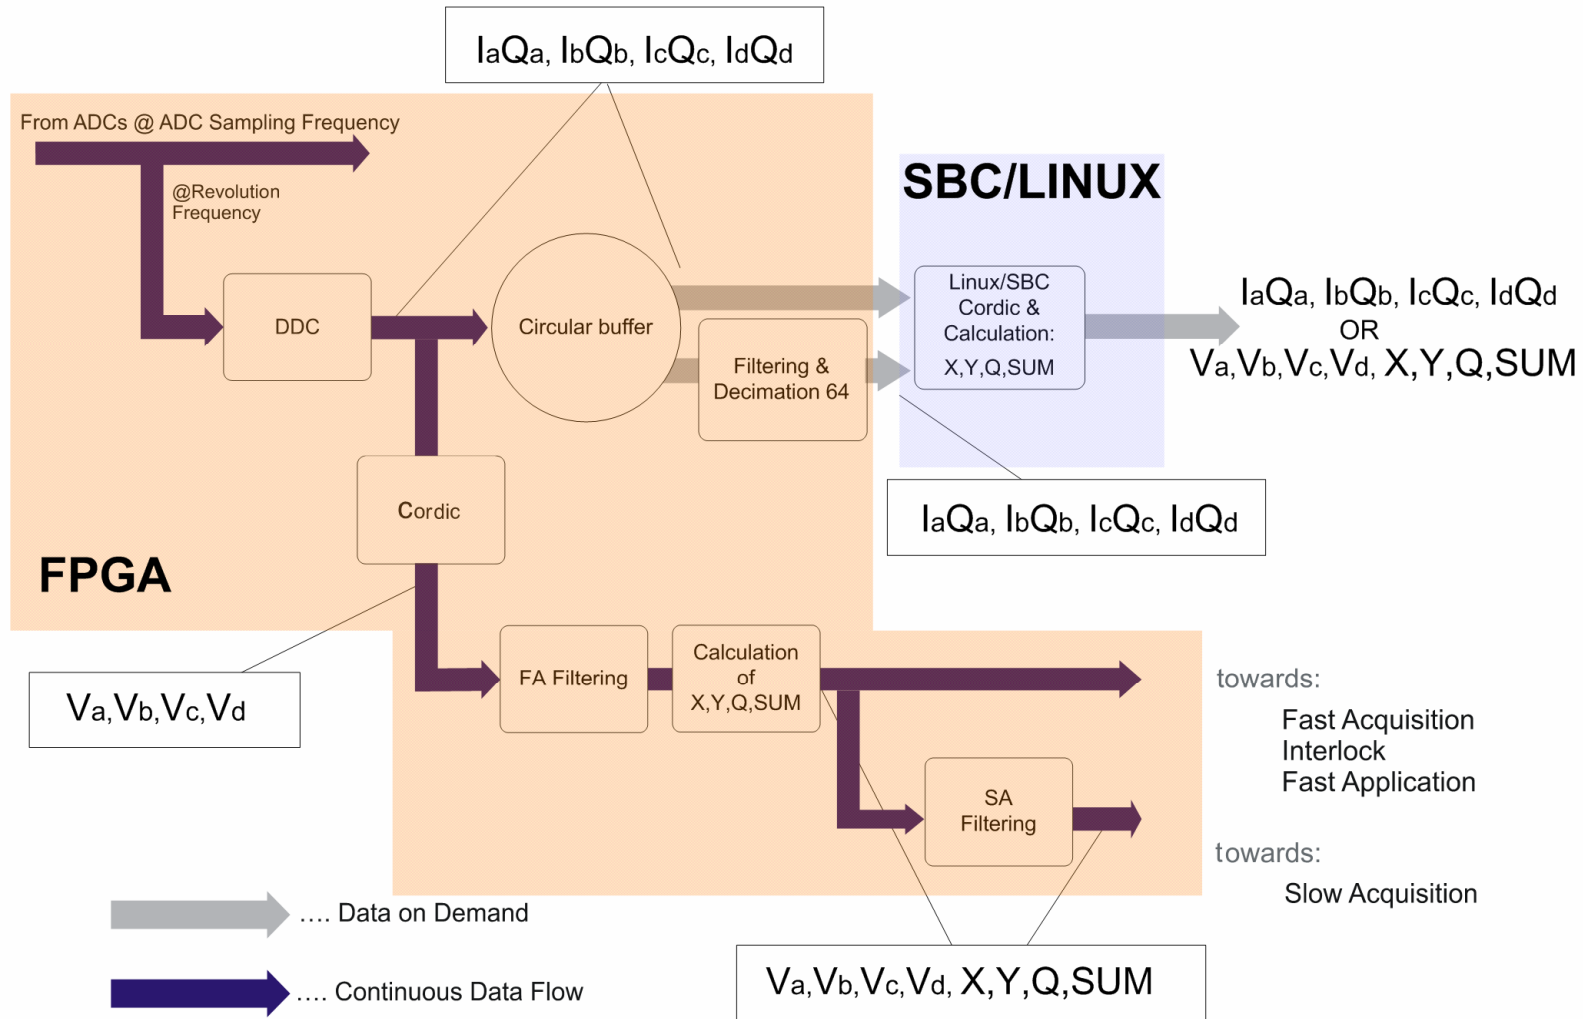 IaQa, IbQb, IcQc, IdQd
From ADCs @ ADC Sampling Frequency
@Revolution
Frequency
SBC/LINUX
DDC
Circular buffer
Filtering &
Decimation 64
Linux/SBC
Cordic &
Calculation:
X,Y,Q,SUM
IaQa, IbQb, IcQc, IdQd
OR
Va,Vb,Vc,Vd, X,Y,Q,SUM
Cordic
IaQa, IbQb, IcQc, IdQd
FPGA
FA Filtering
Calculation
of
X,Y,Q,SUM
Va,Vb,Vc,Vd
towards:
Fast Acquisition
Interlock
Fast Application
SA
Filtering
towards:
Slow Acquisition
.... Data on Demand
.... Continuous Data Flow
Va,Vb,Vc,Vd, X,Y,Q,SUM